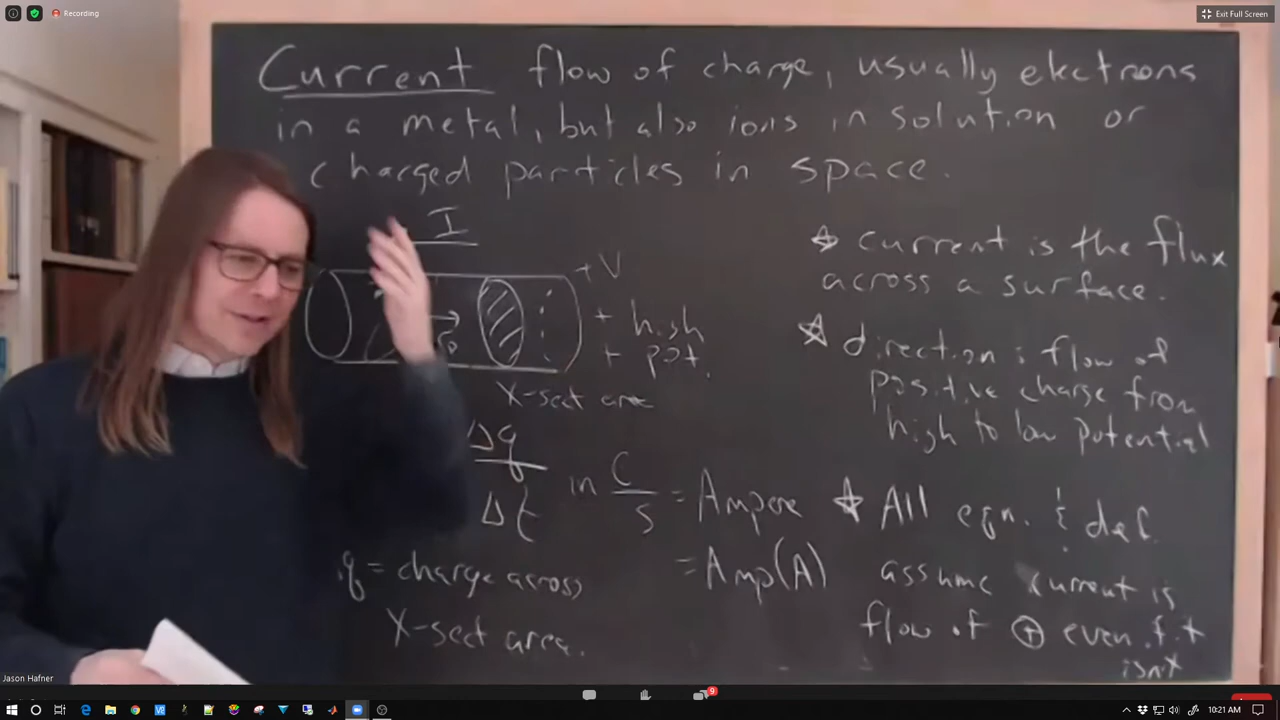 Recording
Exit Full Screen
Current flow of charge, usually electrons
in a metal, but also ions in solution or
charged particles in space.
I
+V
+ high
+ pot.
X-sect area
Δq
Δt
in C/s = Ampere
= Amp(A)
q = charge across
X-sect area.
☆ current is the flux
across a surface.
☆ direction: flow of
positive charge from
high to low potential
☆ All eqn. & def.
assume current is
flow of ⊕ even if it
isn't
Jason Hafner
9
10:21 AM